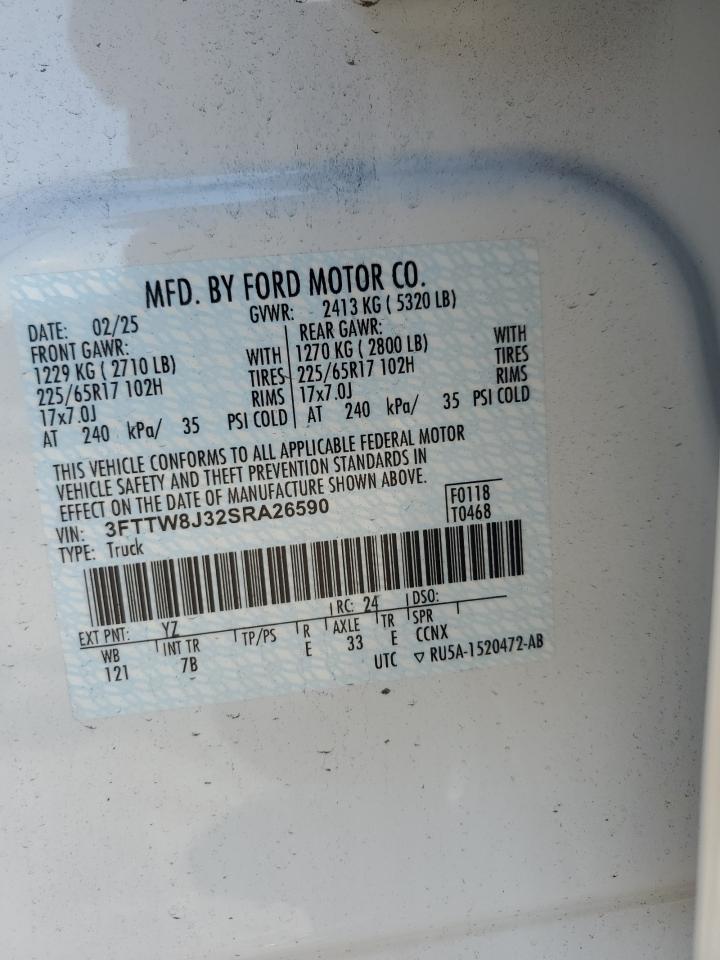 MFD. BY FORD MOTOR CO.
DATE: 02/25 GVWR: 2413 KG ( 5320 LB)
FRONT GAWR: REAR GAWR:
1229 KG ( 2710 LB) WITH 1270 KG ( 2800 LB) WITH
225/65R17 102H TIRES 225/65R17 102H TIRES
17x7.0J RIMS 17x7.0J RIMS
AT 240 kPa/ 35 PSI COLD AT 240 kPa/ 35 PSI COLD
THIS VEHICLE CONFORMS TO ALL APPLICABLE FEDERAL MOTOR
VEHICLE SAFETY AND THEFT PREVENTION STANDARDS IN
EFFECT ON THE DATE OF MANUFACTURE SHOWN ABOVE.
VIN: 3FTTW8J32SRA26590 F0118
TYPE: Truck T0468
EXT PNT: YZ RC: 24 DSO:
WB INT TR TP/PS R AXLE TR SPR
121 7B E 33 E CCNX
UTC ▽ RU5A-1520472-AB